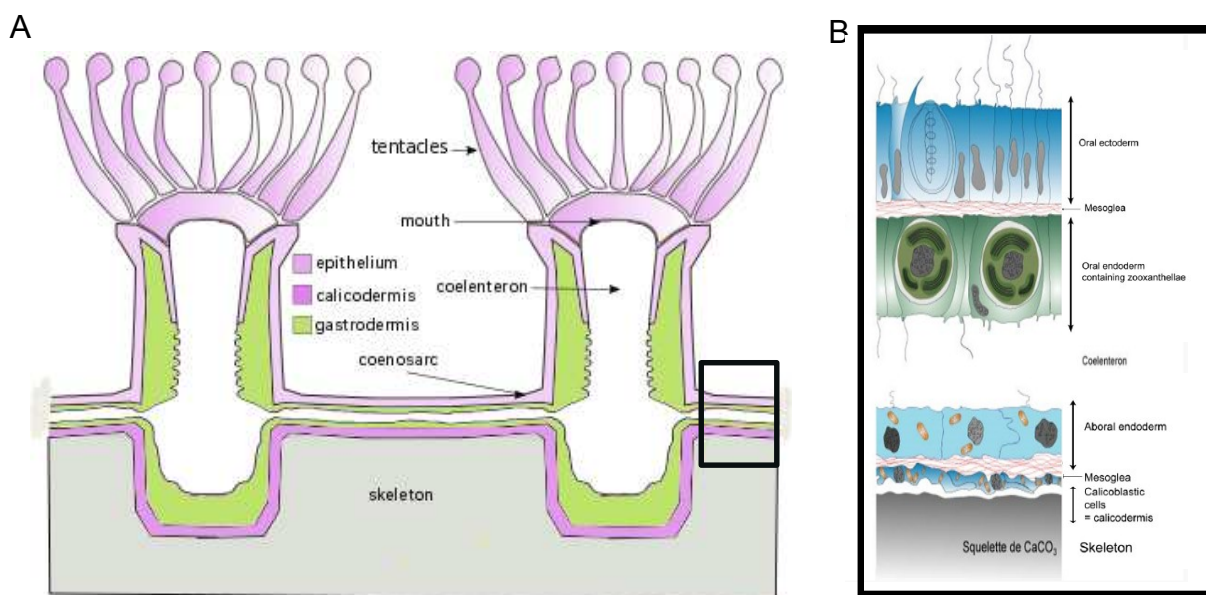 A
tentacles
mouth
epithelium
calicodermis
gastrodermis
coelenteron
coenosarc
skeleton
B
Oral ectoderm
Mesoglea
Oral endoderm
containing zooxanthellae
Coelenteron
Aboral endoderm
Mesoglea
Calicoblastic
cells
= calicodermis
Squelette de CaCO₃ Skeleton